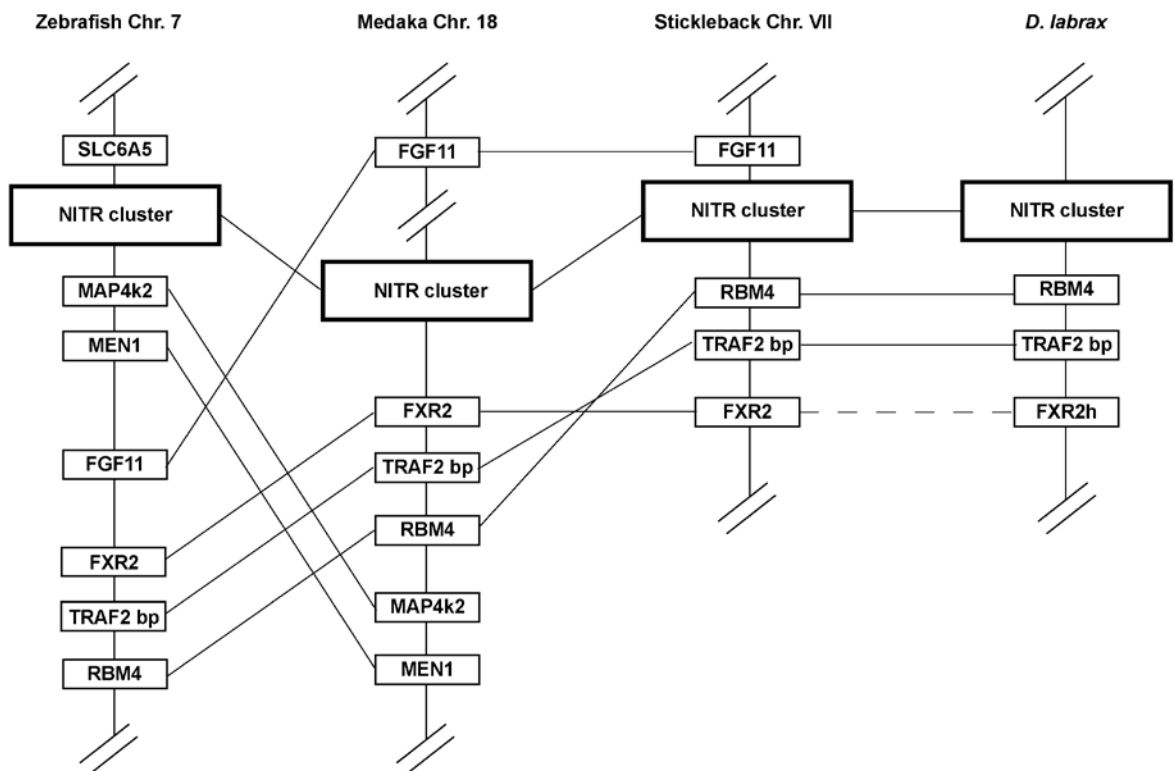 Zebrafish Chr. 7
Medaka Chr. 18
Stickleback Chr. VII
D. labrax
SLC6A5
NITR cluster
MAP4k2
MEN1
FGF11
FXR2
TRAF2 bp
RBM4
FGF11
NITR cluster
FXR2
TRAF2 bp
RBM4
MAP4k2
MEN1
FGF11
NITR cluster
RBM4
TRAF2 bp
FXR2
NITR cluster
RBM4
TRAF2 bp
FXR2h